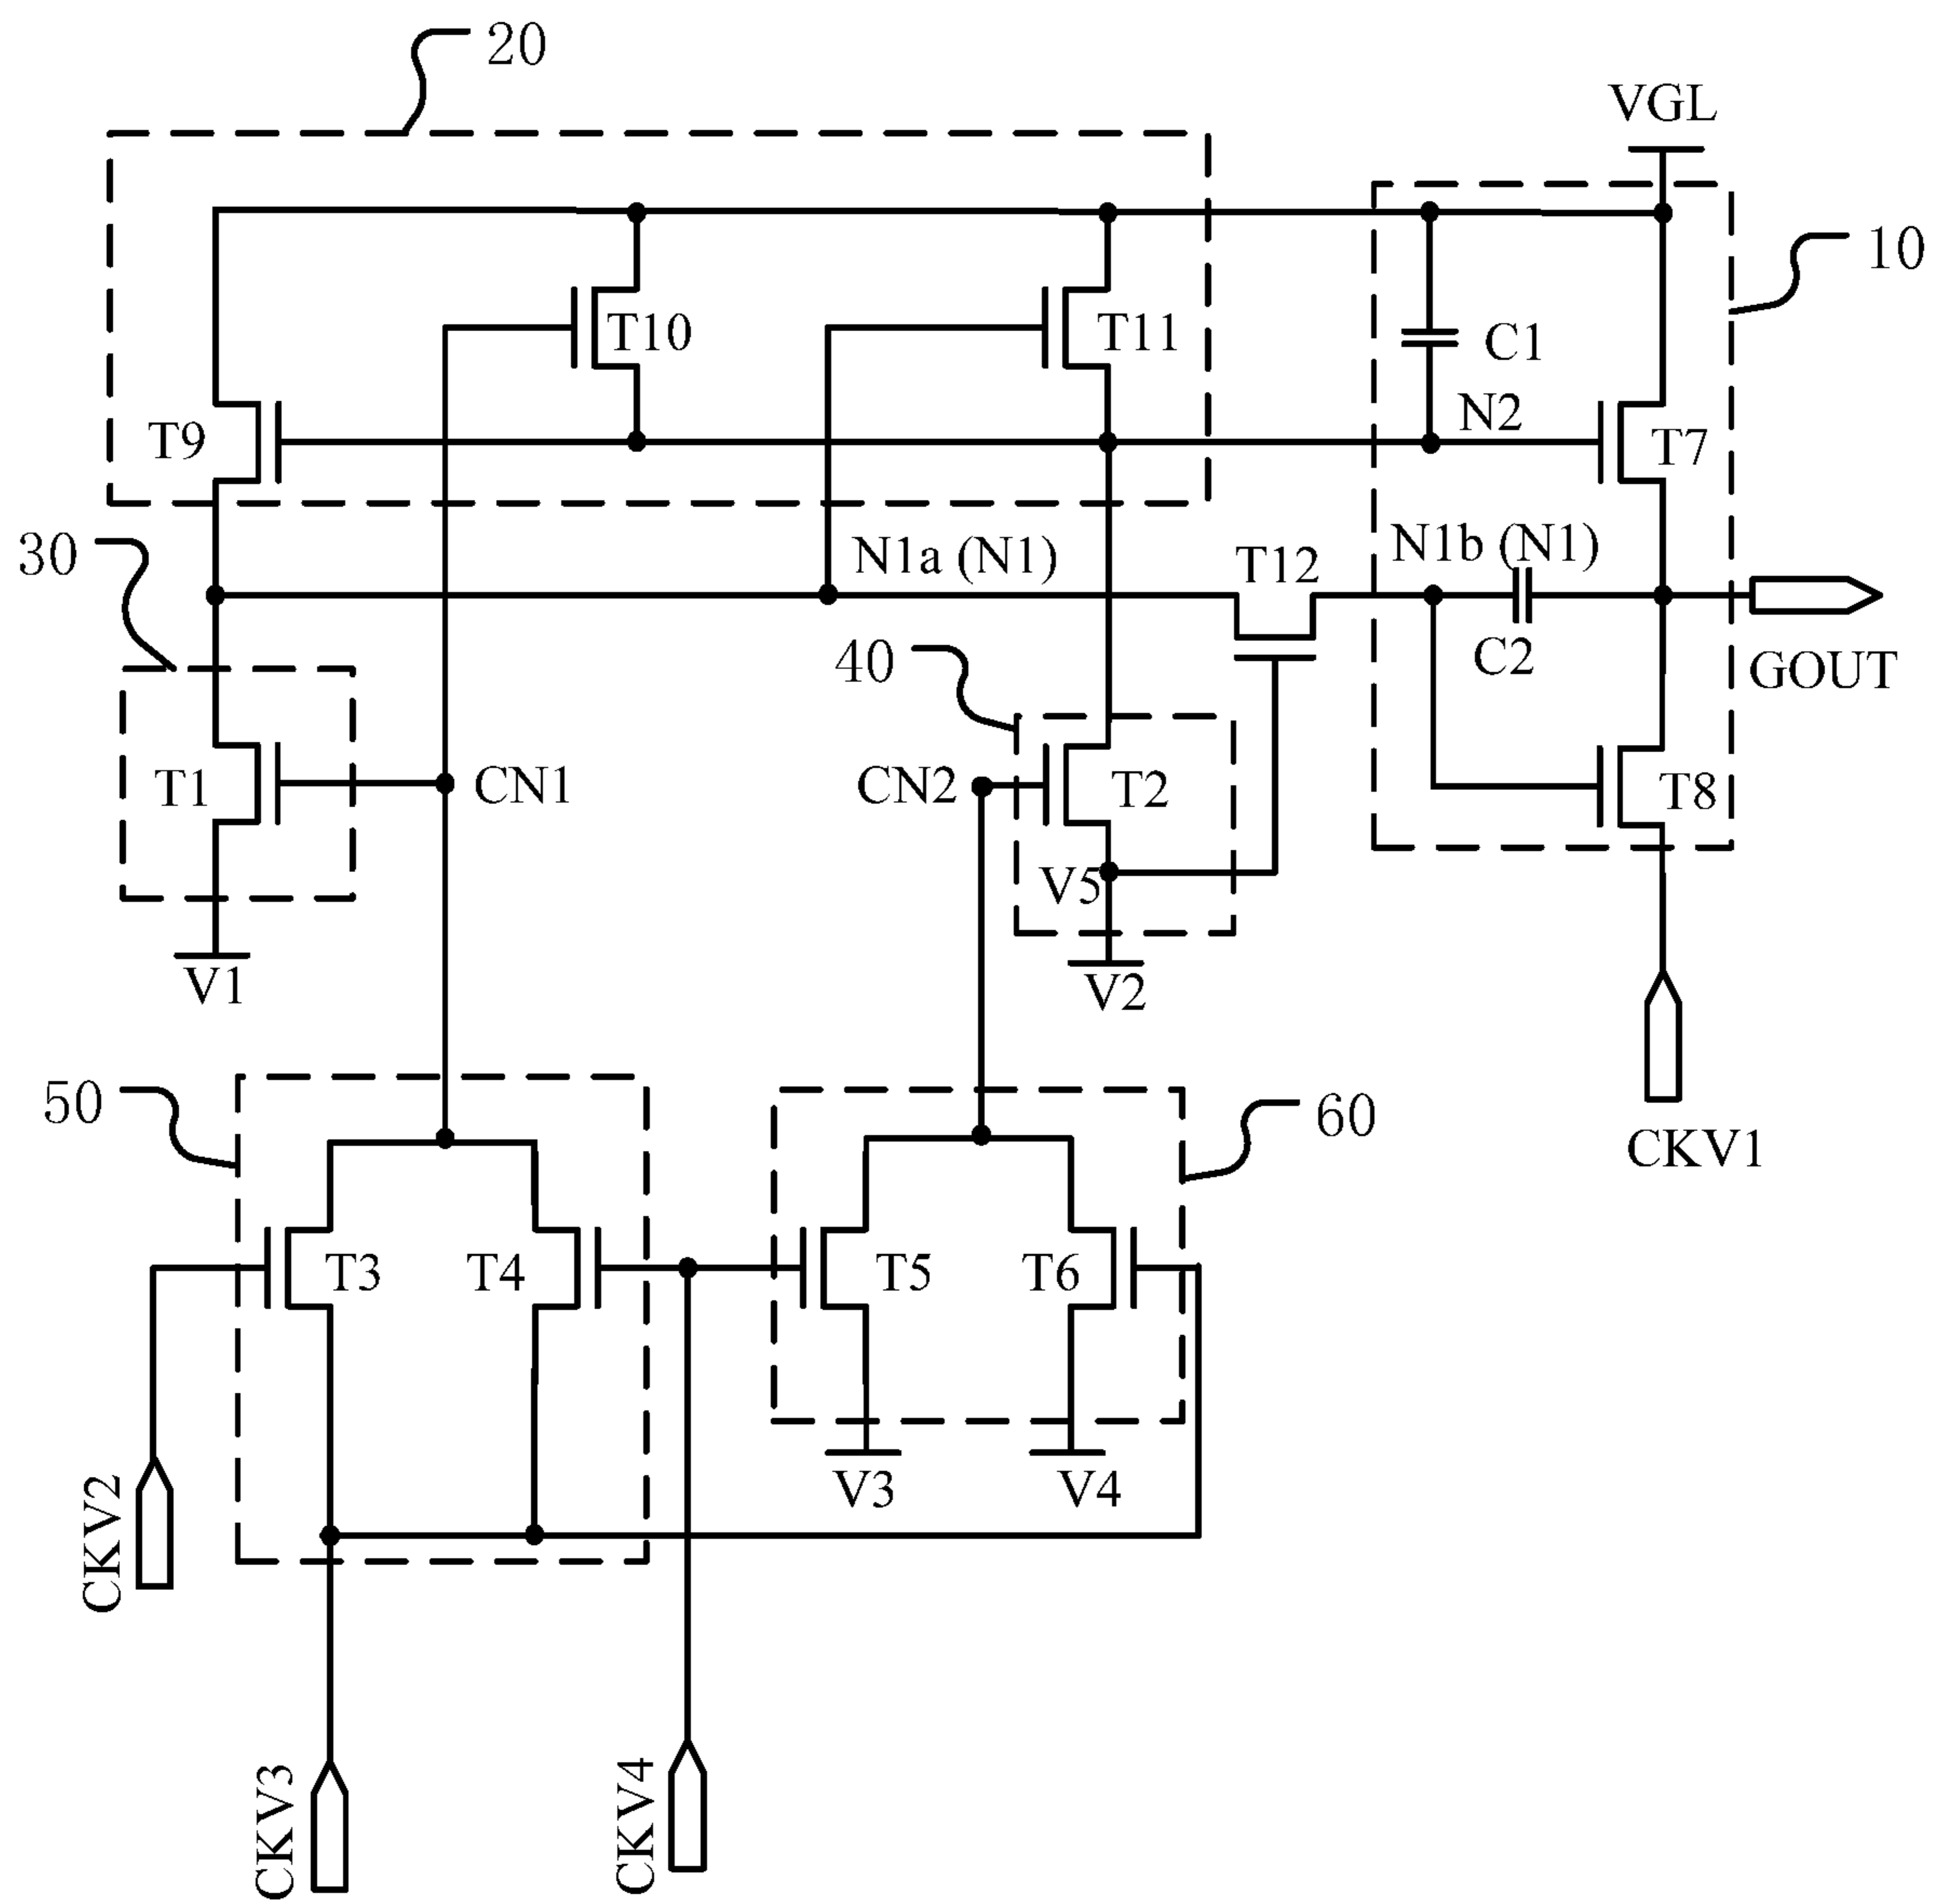 20
VGL
10
T10
T11
C1
N2
T9
T7
30
N1a (N1)
T12
N1b (N1)
40
C2
GOUT
T1
CN1
CN2
T2
T8
V5
V1
V2
50
60
CKV1
T3
T4
T5
T6
V3
V4
CKV2
CKV3
CKV4